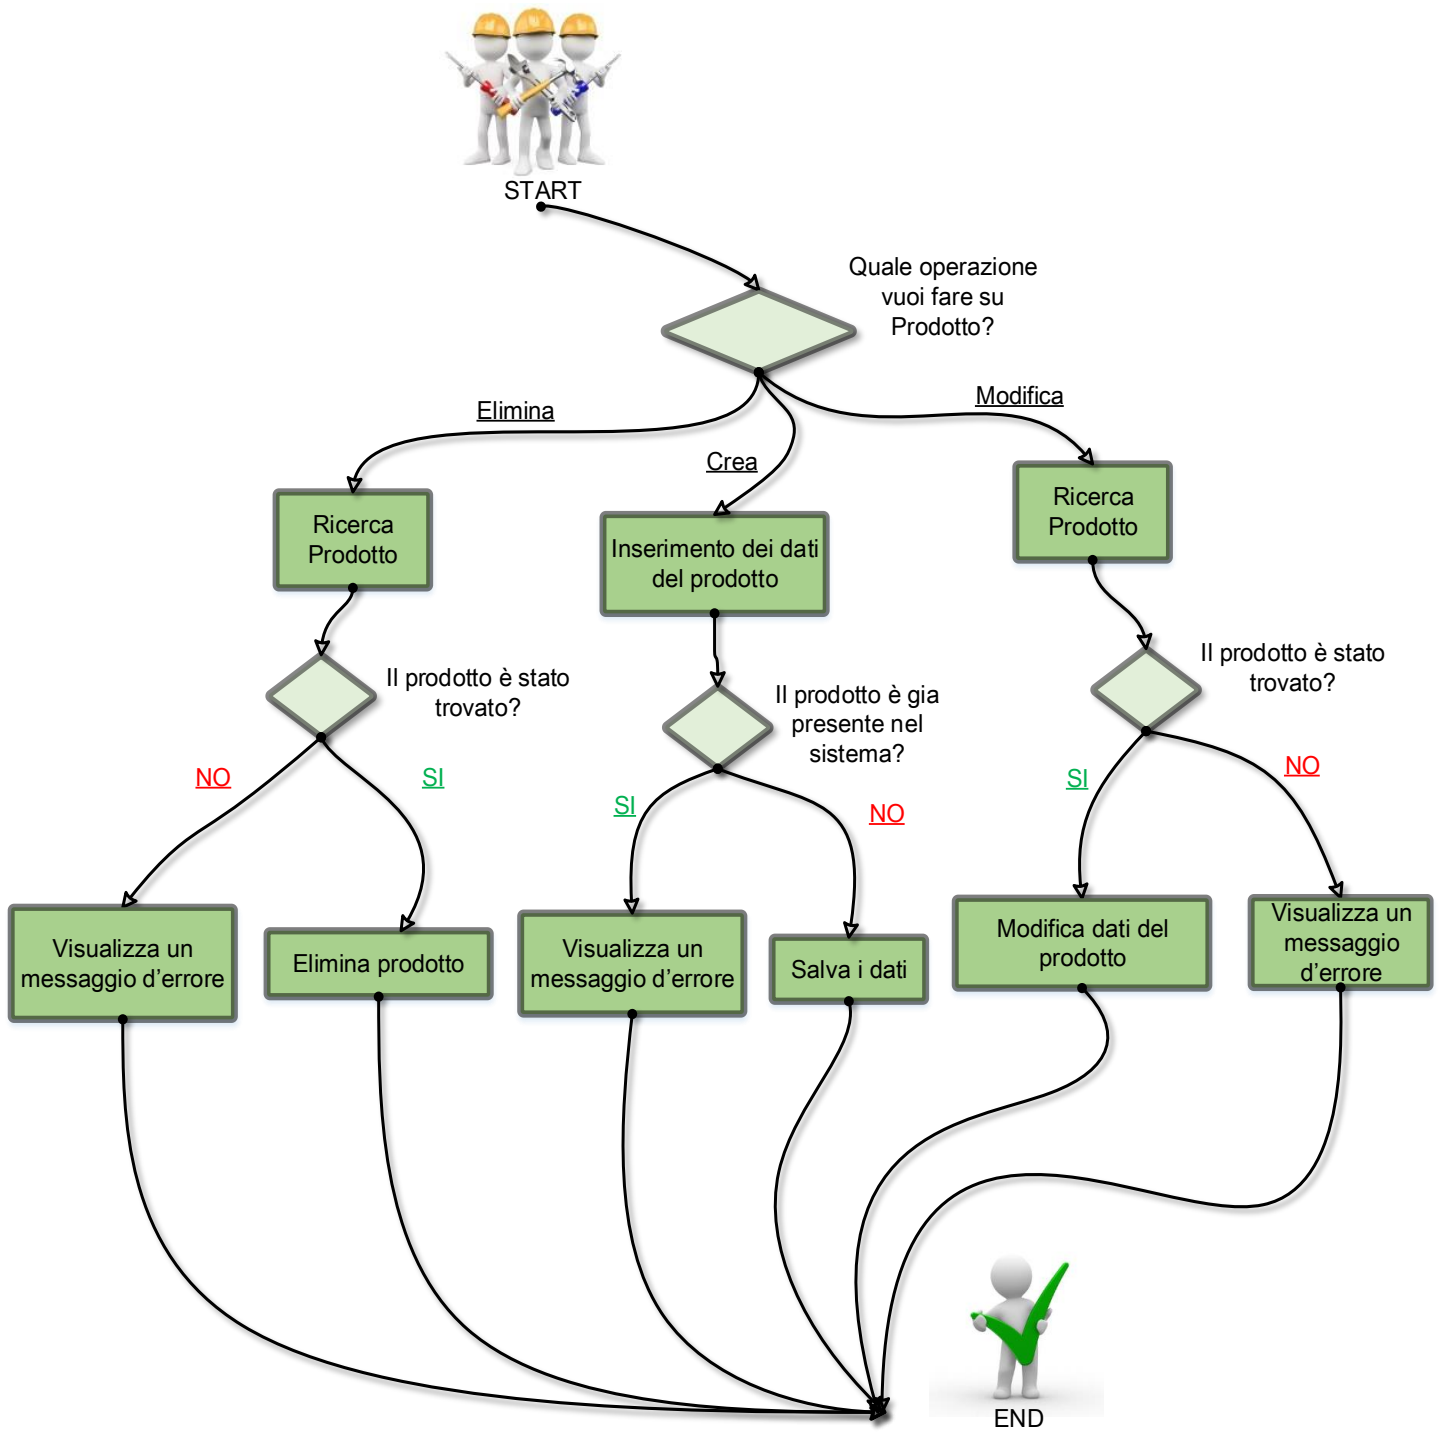 START
Quale operazione
vuoi fare su
Prodotto?
Elimina
Crea
Modifica
Ricerca
Prodotto
Inserimento dei dati
del prodotto
Ricerca
Prodotto
Il prodotto è stato
trovato?
Il prodotto è gia
presente nel
sistema?
Il prodotto è stato
trovato?
NO
SI
SI
NO
SI
NO
Visualizza un
messaggio d’errore
Elimina prodotto
Visualizza un
messaggio d’errore
Salva i dati
Modifica dati del
prodotto
Visualizza un
messaggio
d’errore
END